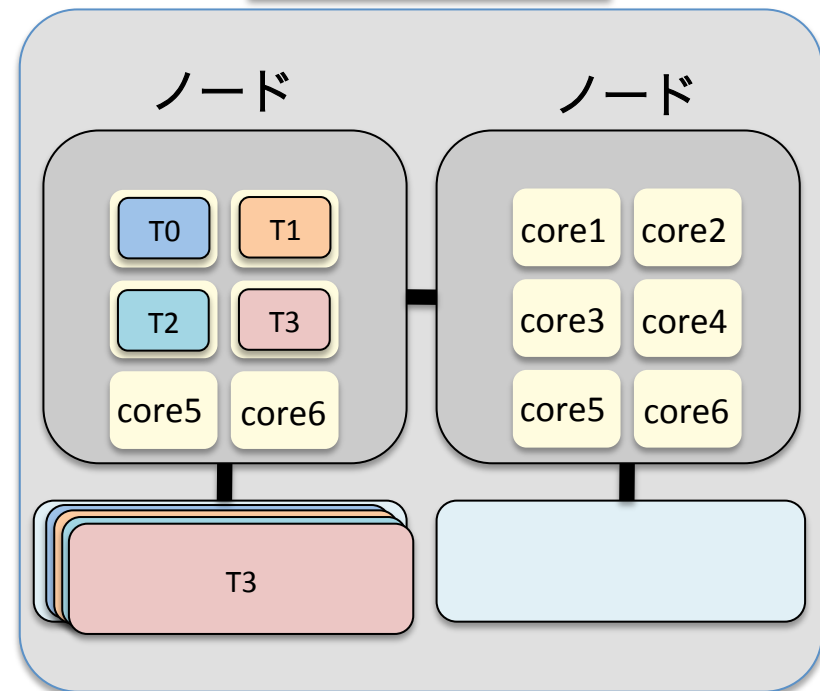 ノード
ノード
T0 T1
T2 T3
core5 core6
T3
core1 core2
core3 core4
core5 core6